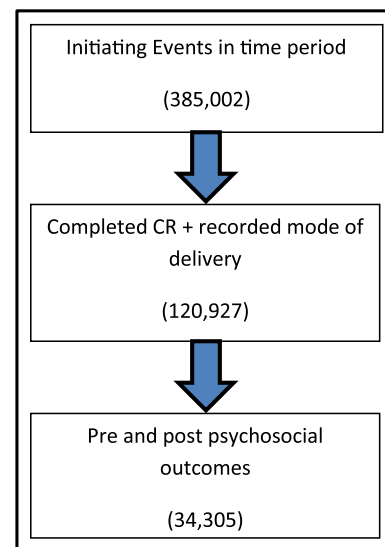 Initiating Events in time period
(385,002)
Completed CR + recorded mode of
delivery
(120,927)
Pre and post psychosocial
outcomes
(34,305)